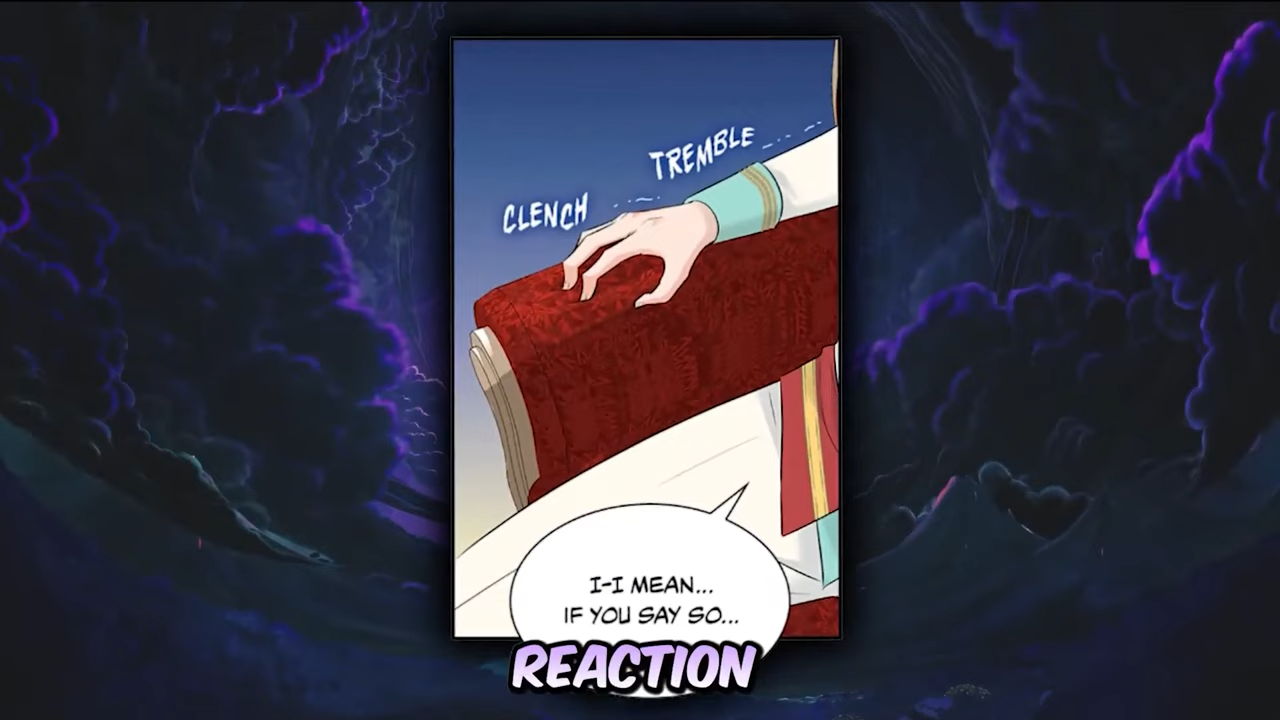 TREMBLE
CLENCH
I-I MEAN...
IF YOU SAY SO...
REACTION